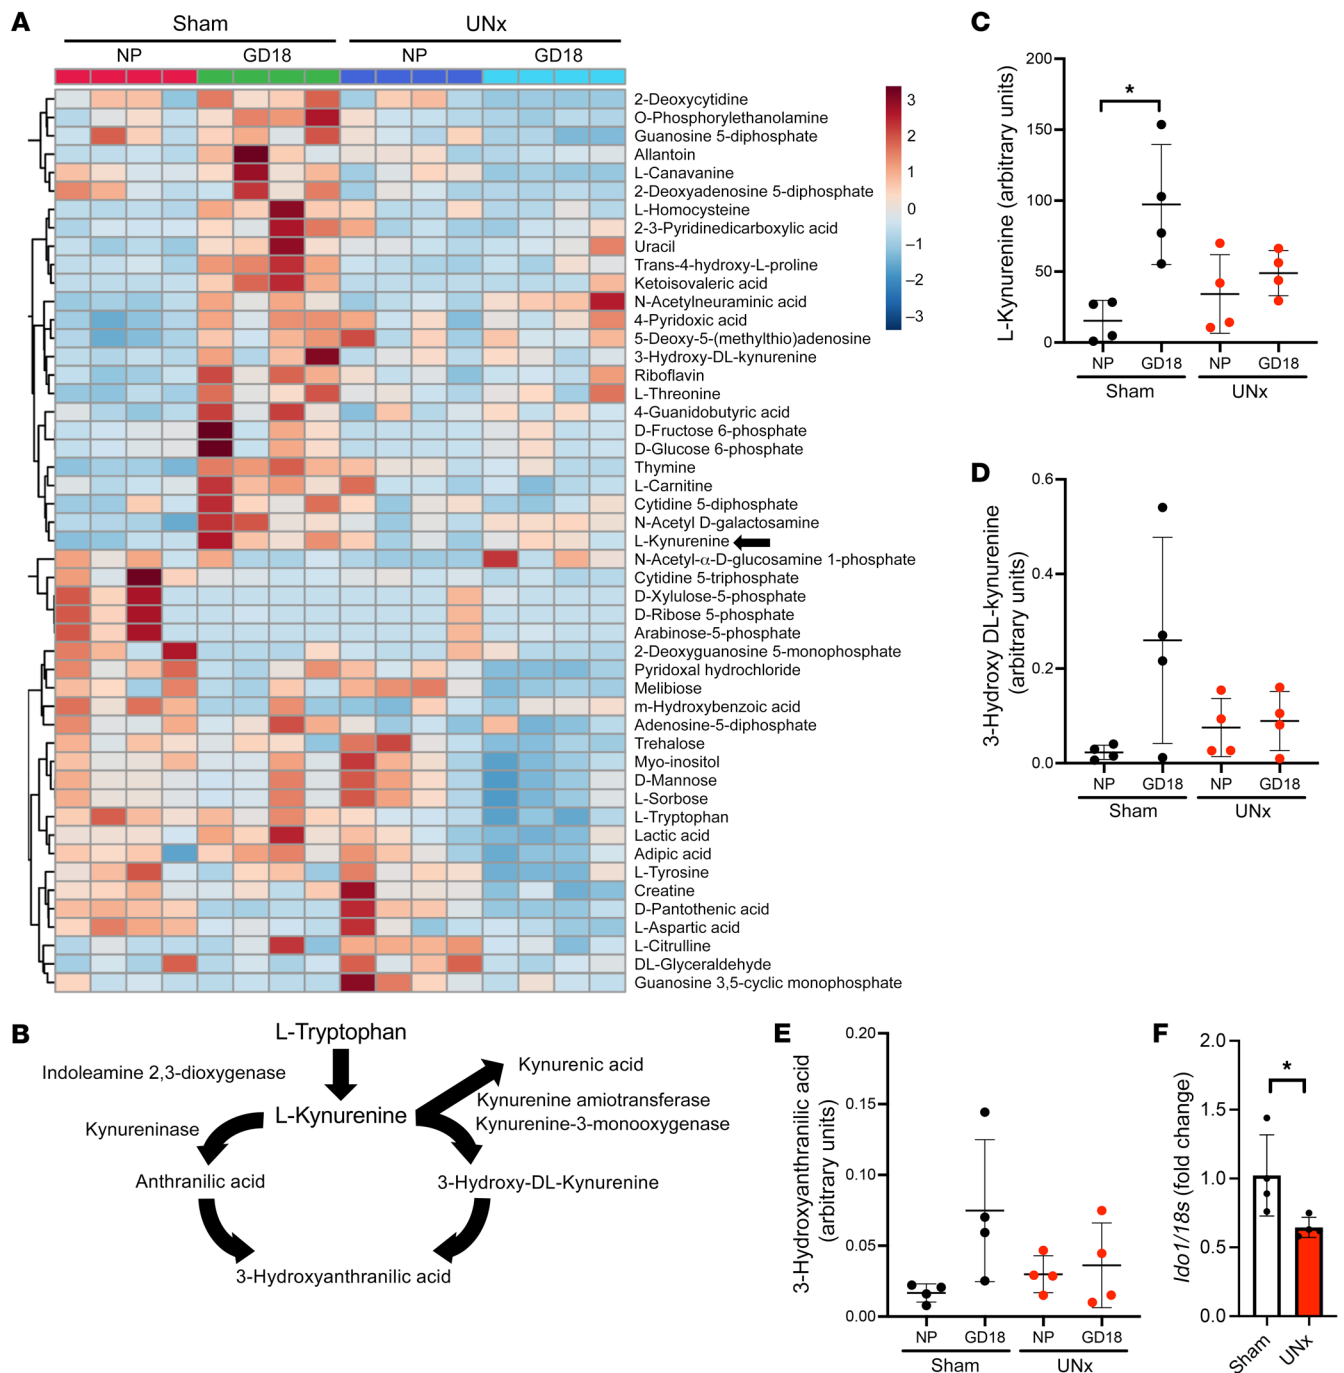 A
Sham
UNx
NP
GD18
NP
GD18
2-Deoxycytidine
O-Phosphorylethanolamine
Guanosine 5-diphosphate
Allantoin
L-Canavanine
2-Deoxyadenosine 5-diphosphate
L-Homocysteine
2-3-Pyridinedicarboxylic acid
Uracil
Trans-4-hydroxy-L-proline
Ketoisovaleric acid
N-Acetylneuraminic acid
4-Pyridoxic acid
5-Deoxy-5-(methylthio)adenosine
3-Hydroxy-DL-kynurenine
Riboflavin
L-Threonine
4-Guanidobutyric acid
D-Fructose 6-phosphate
D-Glucose 6-phosphate
Thymine
L-Carnitine
Cytidine 5-diphosphate
N-Acetyl D-galactosamine
L-Kynurenine
N-Acetyl-α-D-glucosamine 1-phosphate
Cytidine 5-triphosphate
D-Xylulose-5-phosphate
D-Ribose 5-phosphate
Arabinose-5-phosphate
2-Deoxyguanosine 5-monophosphate
Pyridoxal hydrochloride
Melibiose
m-Hydroxybenzoic acid
Adenosine-5-diphosphate
Trehalose
Myo-inositol
D-Mannose
L-Sorbose
L-Tryptophan
Lactic acid
Adipic acid
L-Tyrosine
Creatine
D-Pantothenic acid
L-Aspartic acid
L-Citrulline
DL-Glyceraldehyde
Guanosine 3,5-cyclic monophosphate
3
2
1
0
−1
−2
−3
B
L-Tryptophan
Indoleamine 2,3-dioxygenase
L-Kynurenine
Kynurenic acid
Kynurenine amiotransferase
Kynurenine-3-monooxygenase
Kynureninase
Anthranilic acid
3-Hydroxy-DL-Kynurenine
3-Hydroxyanthranilic acid
C
L-Kynurenine (arbitrary units)
200
150
100
50
0
*
NP
GD18
NP
GD18
Sham
UNx
D
3-Hydroxy DL-kynurenine
(arbitrary units)
0.6
0.4
0.2
0.0
NP
GD18
NP
GD18
Sham
UNx
E
3-Hydroxyanthranilic acid
(arbitrary units)
0.20
0.15
0.10
0.05
0.00
NP
GD18
NP
GD18
Sham
UNx
F
Ido1/18s (fold change)
2.0
1.5
1.0
0.5
0.0
*
Sham
UNx